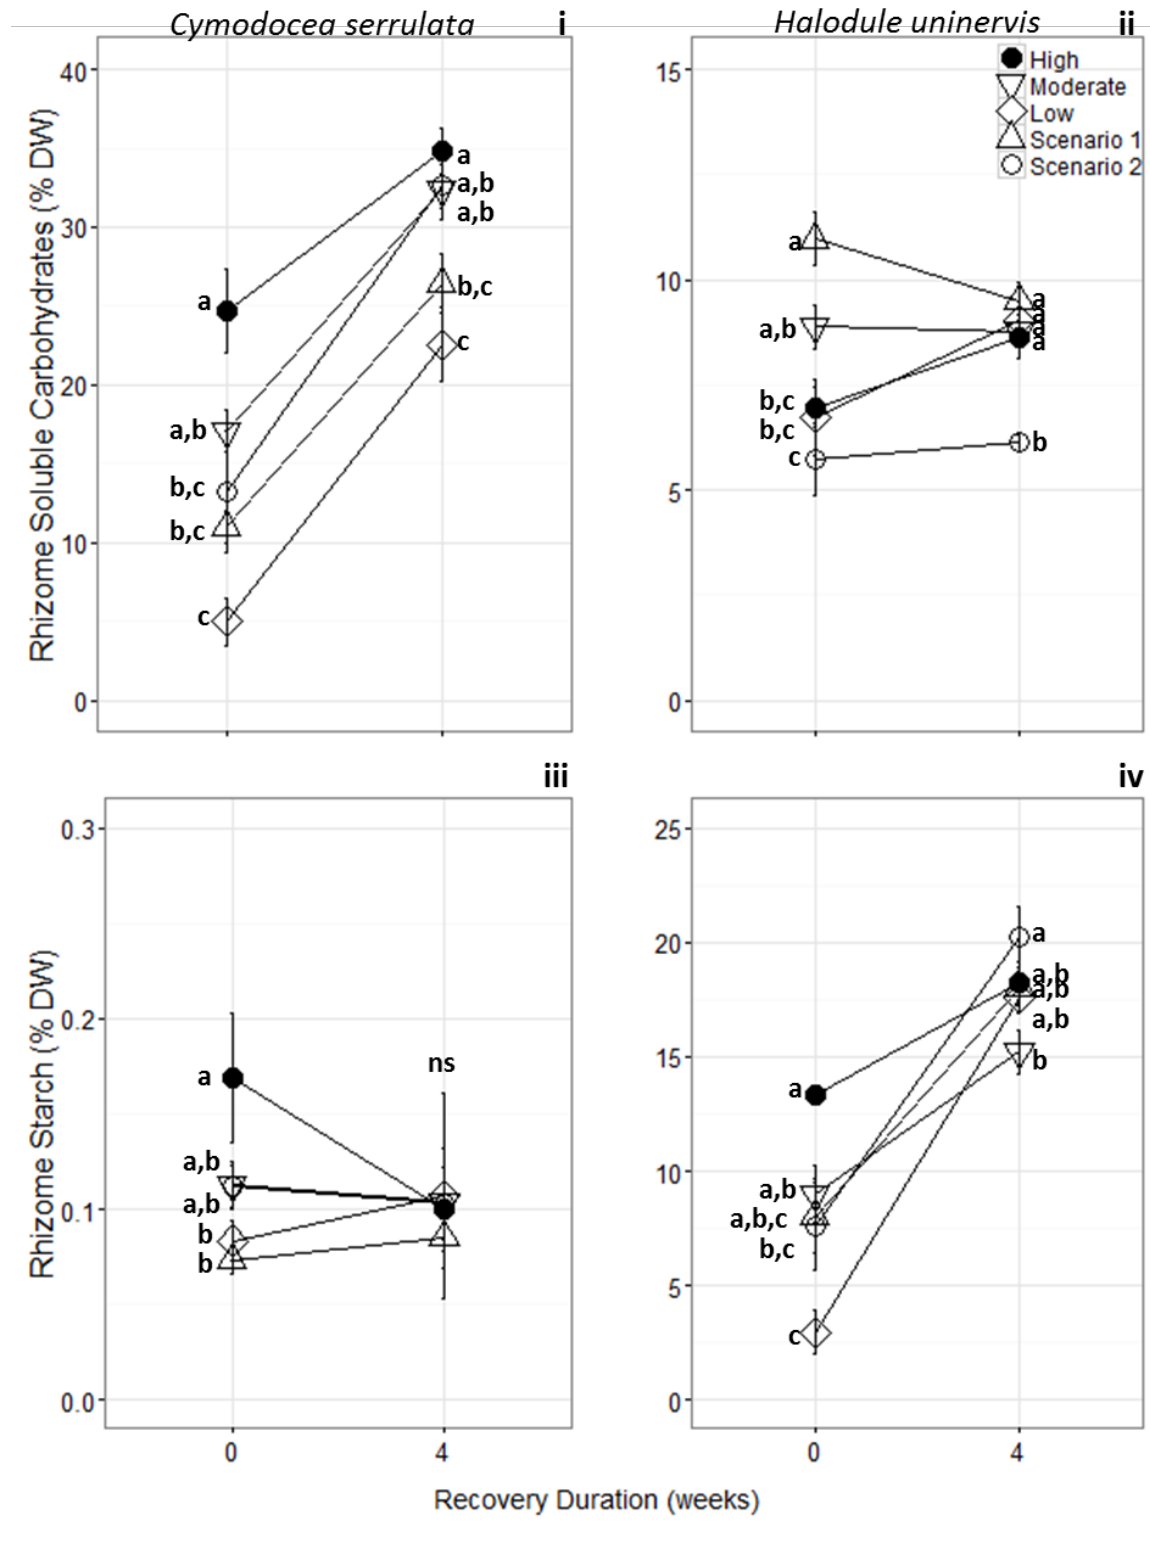 Cymodocea serrulata i
Halodule uninervis ii
Rhizome Soluble Carbohydrates (% DW)
40
30
20
10
0
a
a,b
b,c
b,c
c
a
a,b
a,b
b,c
c
15
10
5
0
High
Moderate
Low
Scenario 1
Scenario 2
a
a,b
b,c
b,c
c
a
a
a
a
b
iii
iv
Rhizome Starch (% DW)
0.3
0.2
0.1
0.0
a
a,b
a,b
b
b
ns
0
4
25
20
15
10
5
0
a
a,b
a,b,c
b,c
c
a
a,b
a,b
a,b
b
0
4
Recovery Duration (weeks)